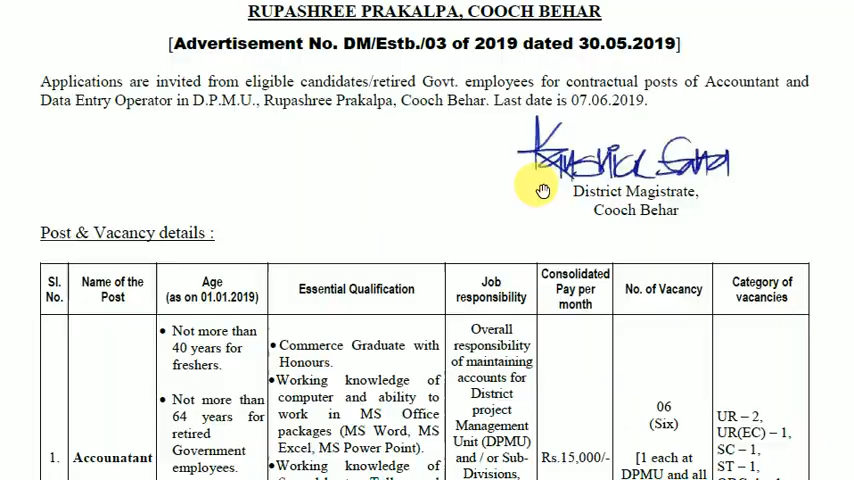 RUPASHREE PRAKALPA, COOCH BEHAR
[Advertisement No. DM/Estb./03 of 2019 dated 30.05.2019]
Applications are invited from eligible candidates/retired Govt. employees for contractual posts of Accountant and
Data Entry Operator in D.P.M.U., Rupashree Prakalpa, Cooch Behar. Last date is 07.06.2019.
District Magistrate,
Cooch Behar
Post & Vacancy details :
Sl. No.
Name of the Post
Age
(as on 01.01.2019)
Essential Qualification
Job responsibility
Consolidated Pay per month
No. of Vacancy
Category of vacancies
1.
Accounatant
• Not more than
40 years for
freshers.
• Not more than
64 years for
retired
Government
employees.
• Commerce Graduate with
Honours.
• Working knowledge of
computer and ability to
work in MS Office
packages (MS Word, MS
Excel, MS Power Point).
• Working knowledge of
Overall
responsibility
of maintaining
accounts for
District
project
Management
Unit (DPMU)
and / or Sub-
Divisions,
Rs.15,000/-
06
(Six)
[1 each at
DPMU and all
UR – 2,
UR(EC) – 1,
SC – 1,
ST – 1,